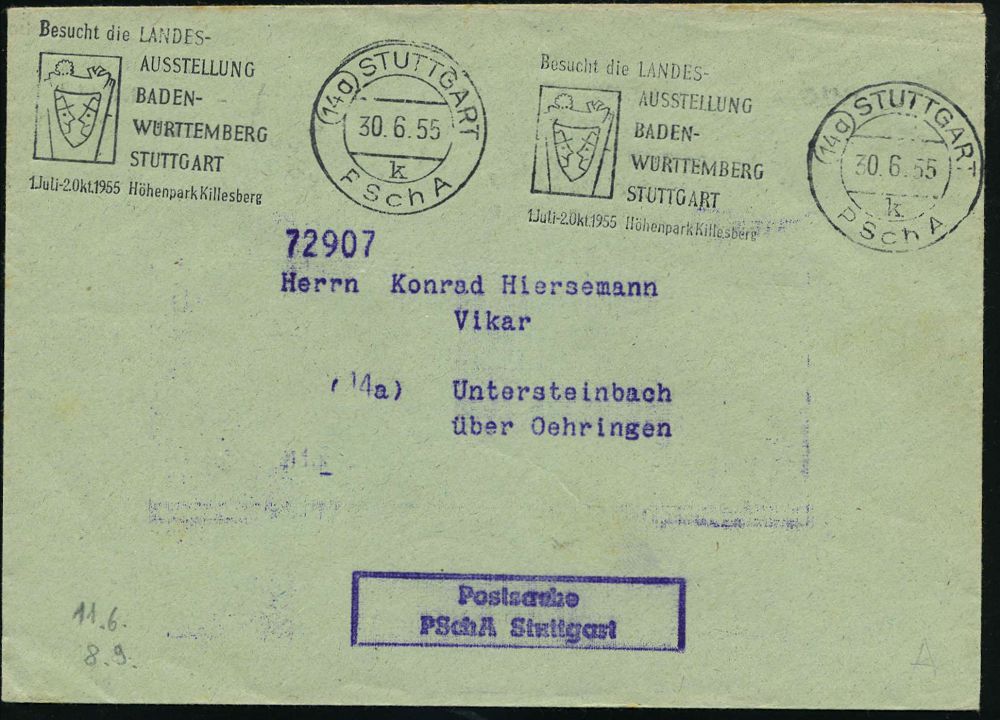 Besucht die LANDES-
AUSSTELLUNG
BADEN-
WÜRTTEMBERG
STUTTGART
1.Juli-2.Okt.1955 Höhenpark Killesberg
(14a) STUTTGART
30.6.55
k
PSchA
Besucht die LANDES-
AUSSTELLUNG
BADEN-
WÜRTTEMBERG
STUTTGART
1.Juli-2.Okt.1955 Höhenpark Killesberg
(14a) STUTTGART
30.6.55
k
PSchA
72907
Herrn Konrad Hiersemann
Vikar
(14a) Untersteinbach
über Oehringen
Postsache
PSchA Stuttgart
11.6.
8.9.
A